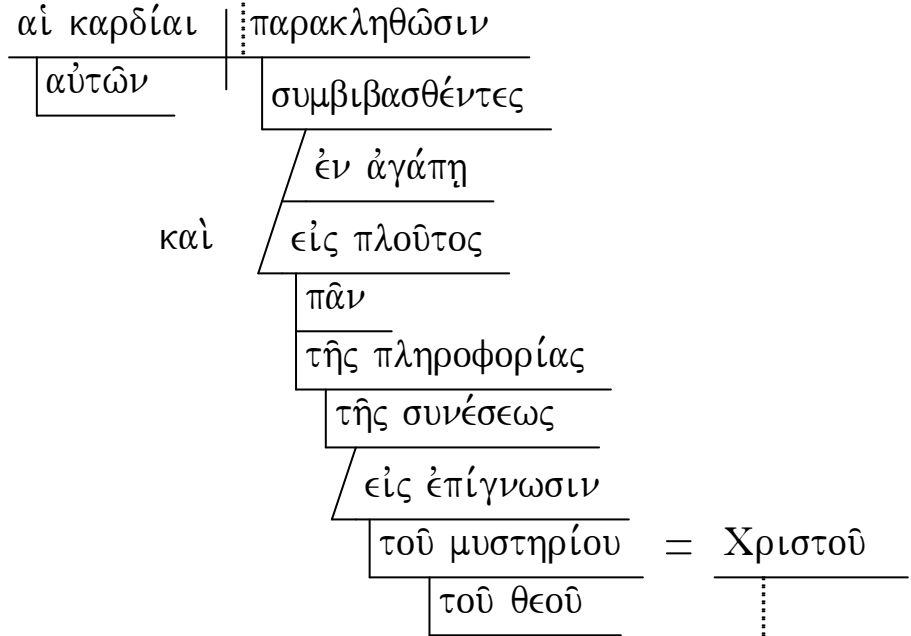 αἱ καρδίαι παρακληθῶσιν
αὐτῶν
συμβιβασθέντες
ἐν ἀγάπῃ
καὶ εἰς πλοῦτος
πᾶν
τῆς πληροφορίας
τῆς συνέσεως
εἰς ἐπίγνωσιν
τοῦ μυστηρίου = Χριστοῦ
τοῦ θεοῦ